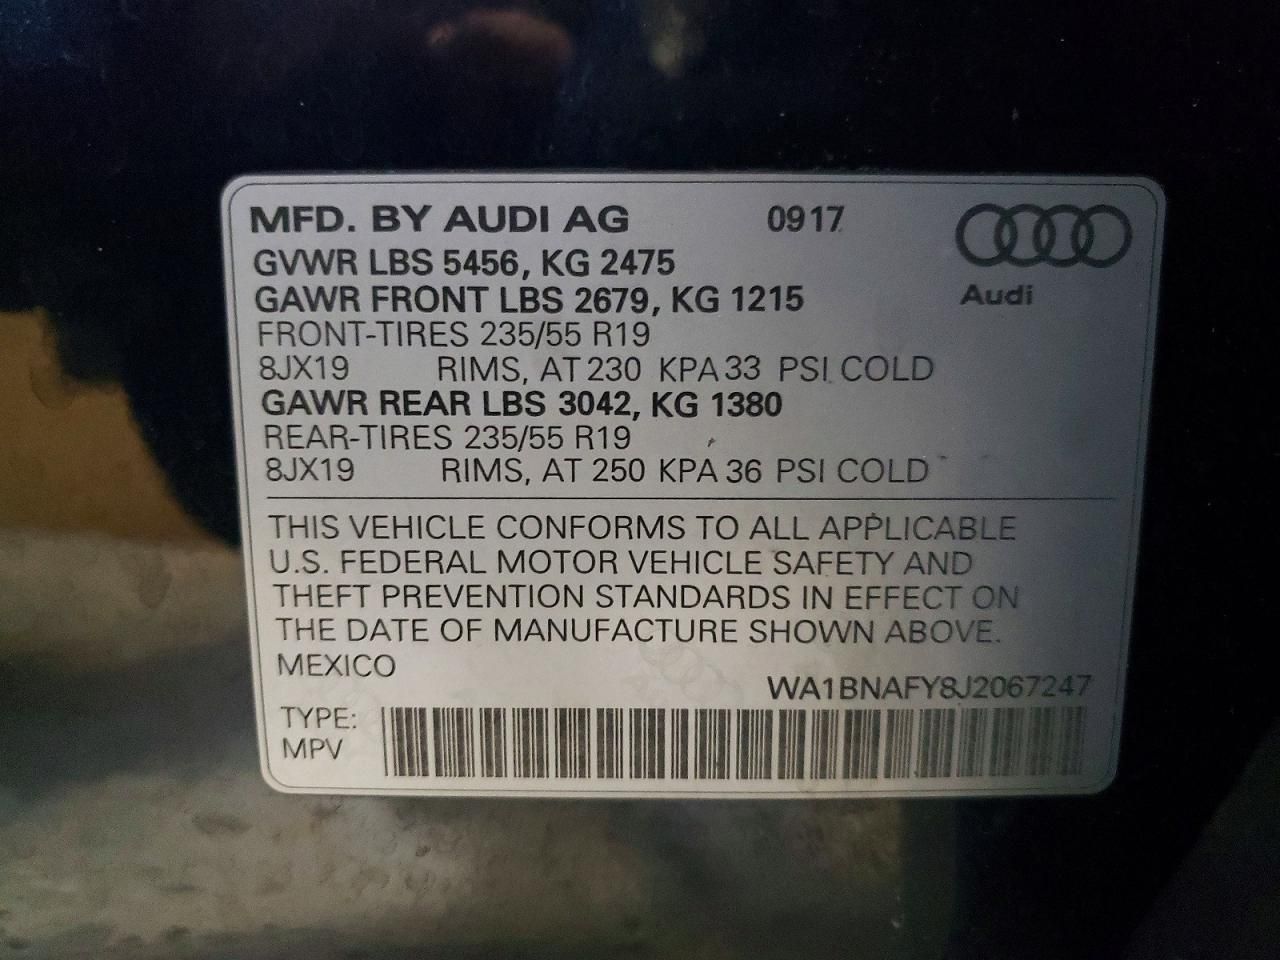 MFD. BY AUDI AG 0917
GVWR LBS 5456, KG 2475
GAWR FRONT LBS 2679, KG 1215
Audi
FRONT-TIRES 235/55 R19
8JX19 RIMS, AT 230 KPA 33 PSI COLD
GAWR REAR LBS 3042, KG 1380
REAR-TIRES 235/55 R19
8JX19 RIMS, AT 250 KPA 36 PSI COLD
THIS VEHICLE CONFORMS TO ALL APPLICABLE
U.S. FEDERAL MOTOR VEHICLE SAFETY AND
THEFT PREVENTION STANDARDS IN EFFECT ON
THE DATE OF MANUFACTURE SHOWN ABOVE.
MEXICO
WA1BNAFY8J2067247
TYPE:
MPV